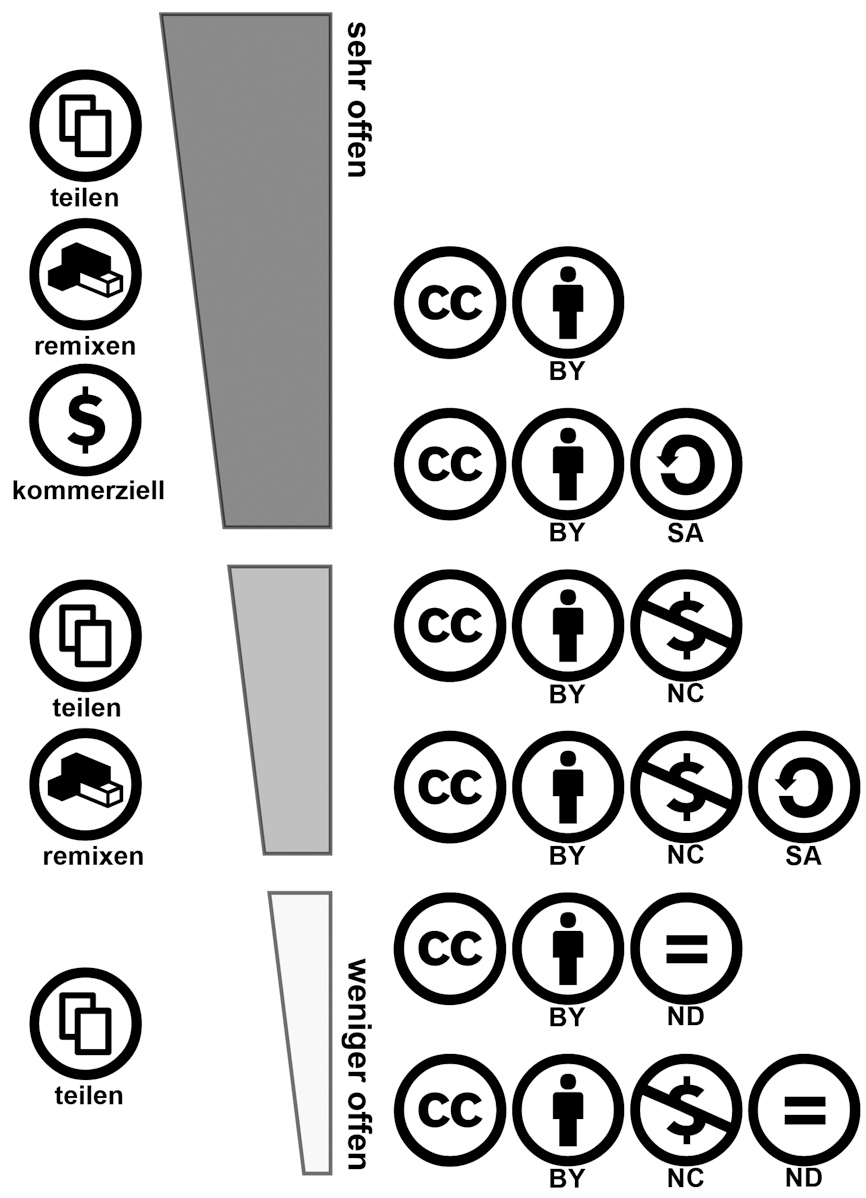 sehr offen
teilen
remixen
$
kommerziell
cc
BY
cc
BY SA
teilen
remixen
cc $
BY NC
cc $
BY NC SA
weniger offen
teilen
cc =
BY ND
cc $ =
BY NC ND